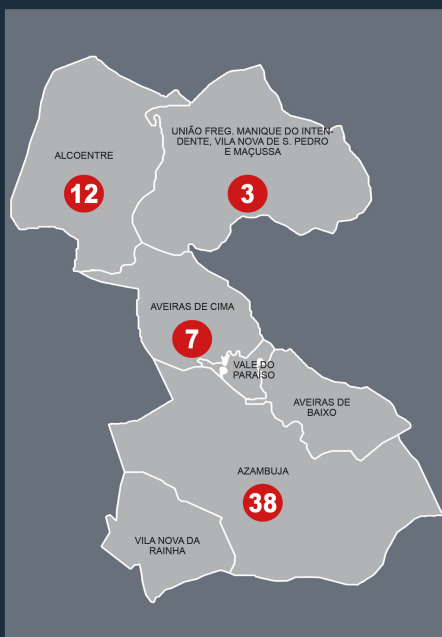 UNIÃO FREG. MANIQUE DO INTEN-
DENTE, VILA NOVA DE S. PEDRO
E MAÇUSSA
ALCOENTRE
12
3
AVEIRAS DE CIMA
7
VALE DO
PARAÍSO
AVEIRAS DE
BAIXO
AZAMBUJA
38
VILA NOVA DA
RAINHA